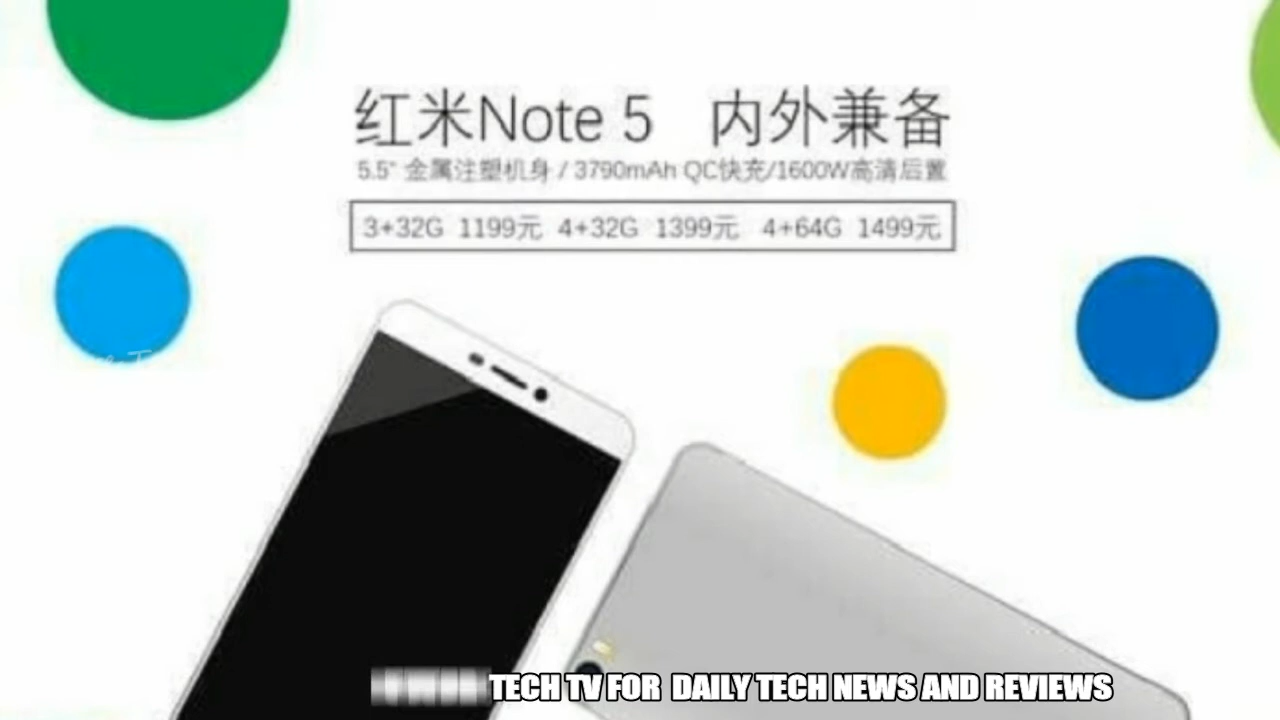 红米Note 5 内外兼备
5.5" 金属注塑机身 / 3790mAh QC快充/1600W高清后置
3+32G 1199元 4+32G 1399元 4+64G 1499元
TECH TV FOR DAILY TECH NEWS AND REVIEWS